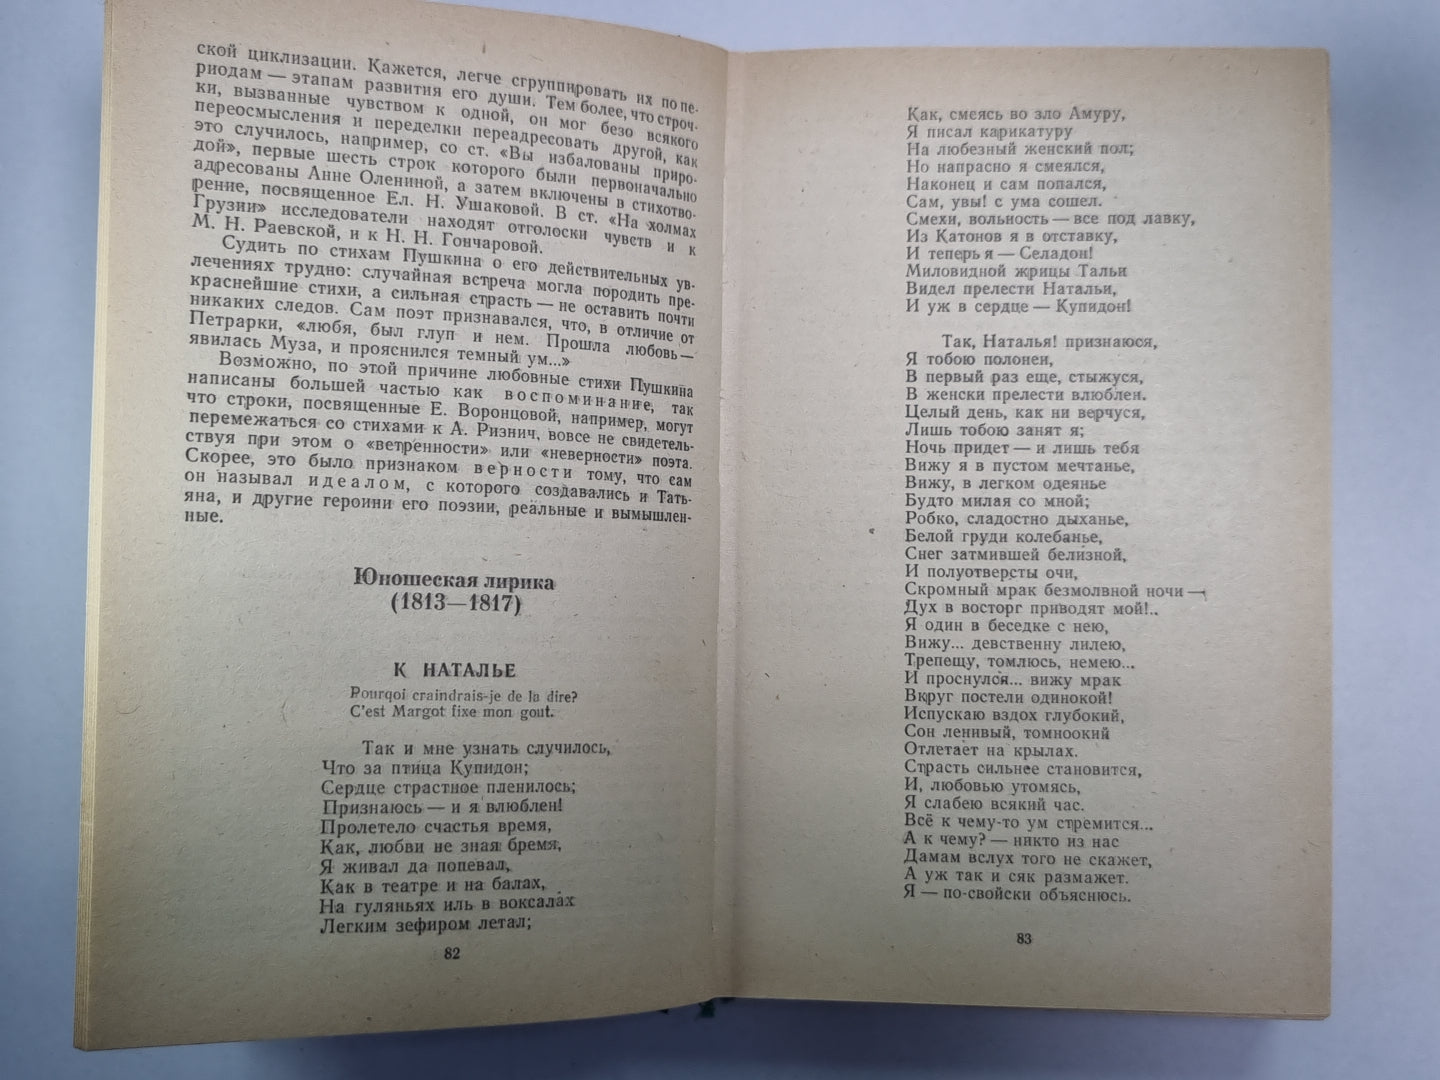 ской циклизации. Кажется, легче сгруппировать их по пе-
риодам — этапам развития его души. Тем более, что строч-
ки, вызванные чувством к одной, он мог безо всякого
переосмысления и переделки переадресовать другой, как
это случилось, например, со ст. «Вы избалованы приро-
дой», первые шесть строк которого были первоначально
адресованы Анне Олениной, а затем включены в стихотво-
рение, посвященное Ел. Н. Ушаковой. В ст. «На холмах
Грузии» исследователи находят отголоски чувств и к
М. Н. Раевской, и к Н. Н. Гончаровой.
Судить по стихам Пушкина о его действительных ув-
лечениях трудно: случайная встреча могла породить пре-
краснейшие стихи, а сильная страсть — не оставить почти
никаких следов. Сам поэт признавался, что, в отличие от
Петрарки, «любя, был глуп и нем. Прошла любовь —
явилась Муза, и прояснился темный ум...»
Возможно, по этой причине любовные стихи Пушкина
написаны большей частью как воспоминание, так
что строки, посвященные Е. Воронцовой, например, могут
перемежаться со стихами к А. Ризнич, вовсе не свидетель-
ствуя при этом о «ветренности» или «неверности» поэта.
Скорее, это было признаком верности тому, что сам
он называл идеалом, с которого создавались и Тать-
яна, и другие героини его поэзии, реальные и вымышлен-
ные.
Юношеская лирика
(1813—1817)
К НАТАЛЬЕ
Pourqoi craindrais-je de la dire?
C'est Margot fixe mon gout.
Так и мне узнать случилось,
Что за птица Купидон;
Сердце страстное пленилось;
Признаюсь — и я влюблен!
Пролетело счастья время,
Как, любви не зная бремя,
Я живал да попевал,
Как в театре и на балах,
На гуляньях иль в воксалах
Легким зефиром летал;
82
Как, смеясь во зло Амуру,
Я писал карикатуру
На любезный женский пол;
Но напрасно я смеялся,
Наконец и сам попался,
Сам, увы! с ума сошел.
Смехи, вольность — все под лавку,
Из Катонов я в отставку,
И теперь я — Селадон!
Миловидной жрицы Тальи
Видел прелести Натальи,
И уж в сердце — Купидон!
Так, Наталья! признаюся,
Я тобою полонен,
В первый раз еще, стыжуся,
В женски прелести влюблен.
Целый день, как ни верчуся,
Лишь тобою занят я;
Ночь придет — и лишь тебя
Вижу я в пустом мечтанье,
Вижу, в легком одеянье
Будто милая со мной;
Робко, сладостно дыханье,
Белой груди колебанье,
Снег затмившей белизной,
И полуотверсты очи,
Скромный мрак безмолвной ночи —
Дух в восторг приводят мой!..
Я один в беседке с нею,
Вижу... девственну лилею,
Трепещу, томлюсь, немею...
И проснулся... вижу мрак
Вкруг постели одинокой!
Испускаю вздох глубокий,
Сон ленивый, томноокий
Отлетает на крылах.
Страсть сильнее становится,
И, любовью утомясь,
Я слабею всякий час.
Всё к чему-то ум стремится...
А к чему? — никто из нас
Дамам вслух того не скажет,
А уж так и сяк размажет.
Я — по-свойски объяснюсь.
83